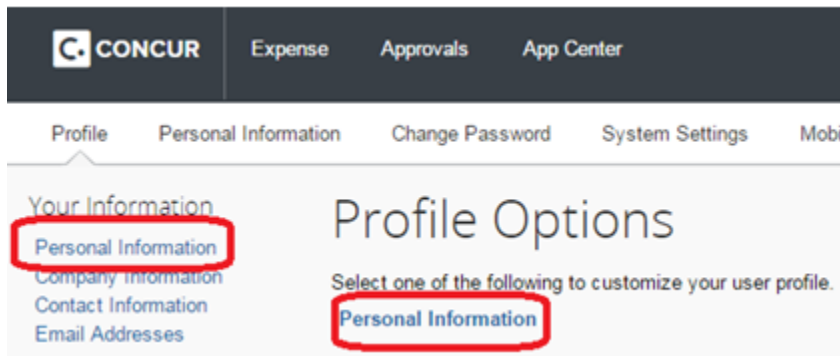 C. CONCUR Expense Approvals App Center
Profile Personal Information Change Password System Settings Mobi
Your Information
Personal Information
Company Information
Contact Information
Email Addresses
Profile Options
Select one of the following to customize your user profile.
Personal Information